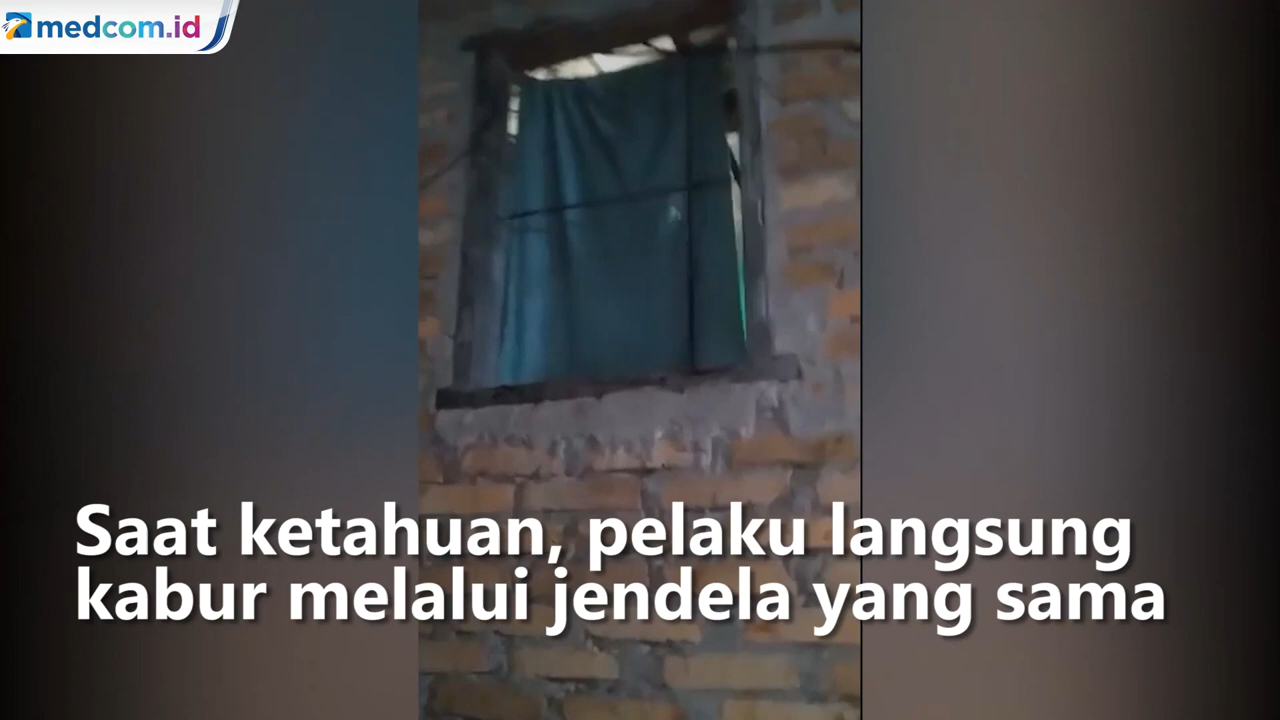 medcom.id
Saat ketahuan, pelaku langsung
kabur melalui jendela yang sama